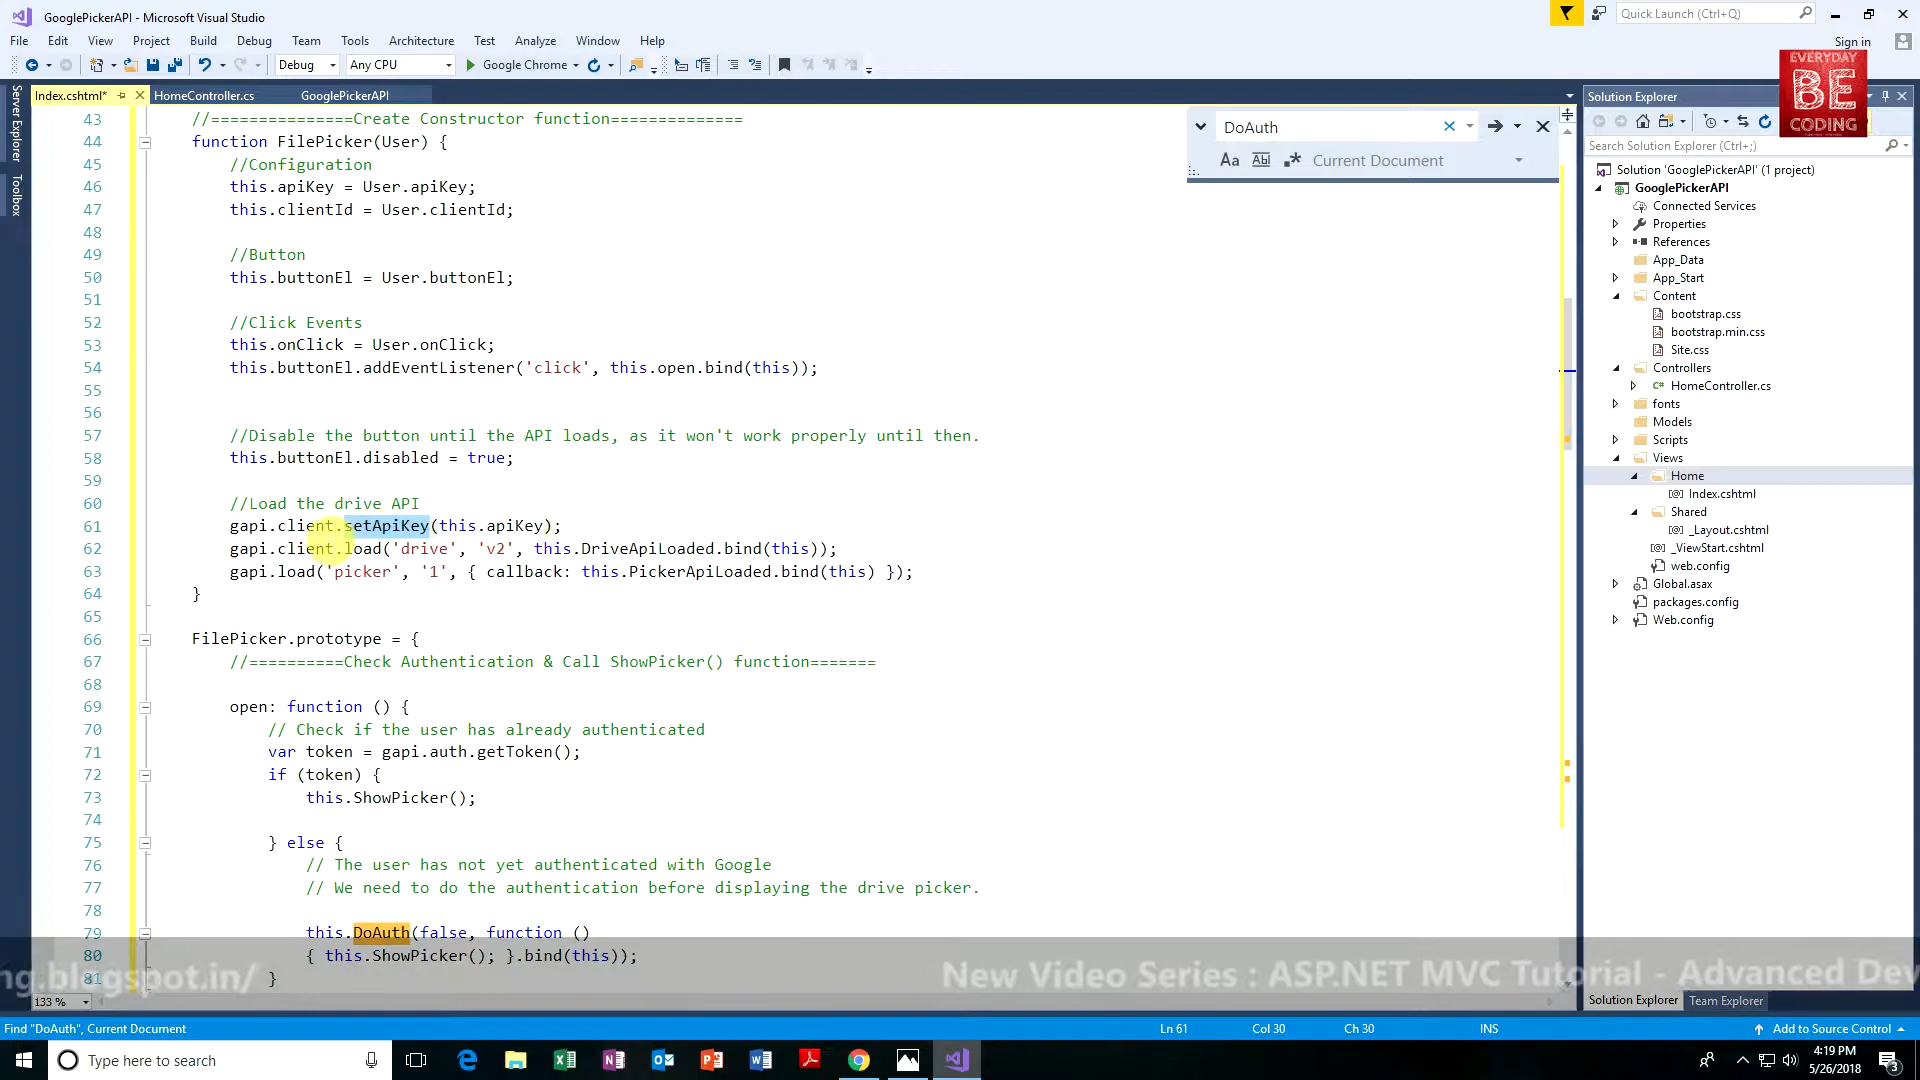 GooglePickerAPI - Microsoft Visual Studio
Quick Launch (Ctrl+Q)
File Edit View Project Build Debug Team Tools Architecture Test Analyze Window Help
Sign in
Debug Any CPU Google Chrome
EVERYDAY
BE
CODING
Server Explorer
Toolbox
Index.cshtml* HomeController.cs GooglePickerAPI
DoAuth
Current Document
43 //===============Create Constructor function==============
44 function FilePicker(User) {
45 //Configuration
46 this.apiKey = User.apiKey;
47 this.clientId = User.clientId;
48
49 //Button
50 this.buttonEl = User.buttonEl;
51
52 //Click Events
53 this.onClick = User.onClick;
54 this.buttonEl.addEventListener('click', this.open.bind(this));
55
56
57 //Disable the button until the API loads, as it won't work properly until then.
58 this.buttonEl.disabled = true;
59
60 //Load the drive API
61 gapi.client.setApiKey(this.apiKey);
62 gapi.client.load('drive', 'v2', this.DriveApiLoaded.bind(this));
63 gapi.load('picker', '1', { callback: this.PickerApiLoaded.bind(this) });
64 }
65
66 FilePicker.prototype = {
67 //==========Check Authentication & Call ShowPicker() function=======
68
69 open: function () {
70 // Check if the user has already authenticated
71 var token = gapi.auth.getToken();
72 if (token) {
73 this.ShowPicker();
74
75 } else {
76 // The user has not yet authenticated with Google
77 // We need to do the authentication before displaying the drive picker.
78
79 this.DoAuth(false, function ()
80 { this.ShowPicker(); }.bind(this));
81 }
ng.blogspot.in/ New Video Series : ASP.NET MVC Tutorial - Advanced Dev
133 %
Solution Explorer
Search Solution Explorer (Ctrl+;)
Solution 'GooglePickerAPI' (1 project)
GooglePickerAPI
Connected Services
Properties
References
App_Data
App_Start
Content
bootstrap.css
bootstrap.min.css
Site.css
Controllers
HomeController.cs
fonts
Models
Scripts
Views
Home
Index.cshtml
Shared
_Layout.cshtml
_ViewStart.cshtml
web.config
Global.asax
packages.config
Web.config
Solution Explorer Team Explorer
Find "DoAuth", Current Document Ln 61 Col 30 Ch 30 INS Add to Source Control
Type here to search
4:19 PM
5/26/2018
3